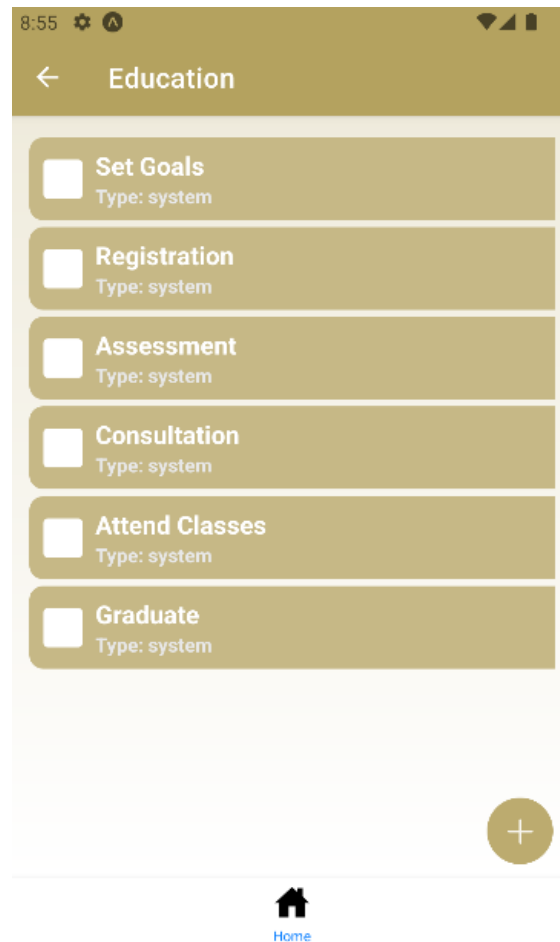 8:55
Education
Set Goals
Type: system
Registration
Type: system
Assessment
Type: system
Consultation
Type: system
Attend Classes
Type: system
Graduate
Type: system
Home